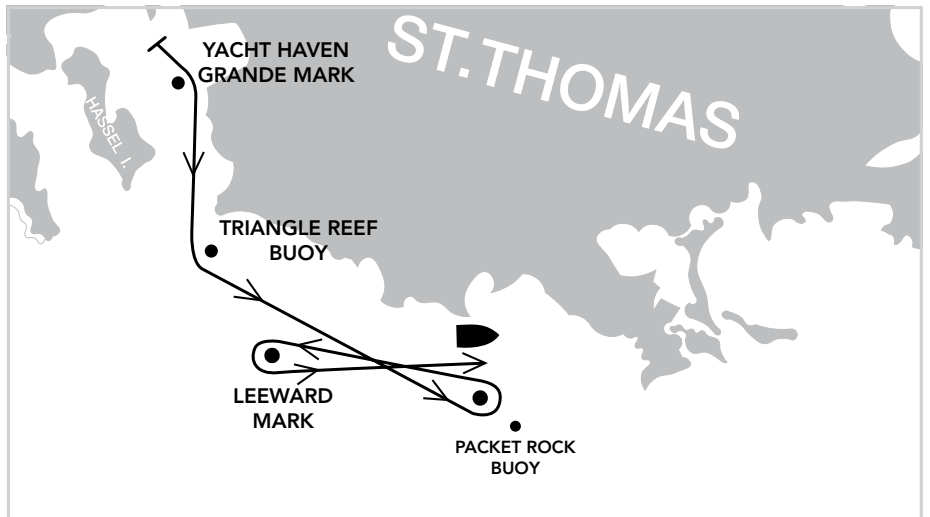 YACHT HAVEN
GRANDE MARK
ST.THOMAS
HASSEL I.
TRIANGLE REEF
BUOY
LEEWARD
MARK
PACKET ROCK
BUOY